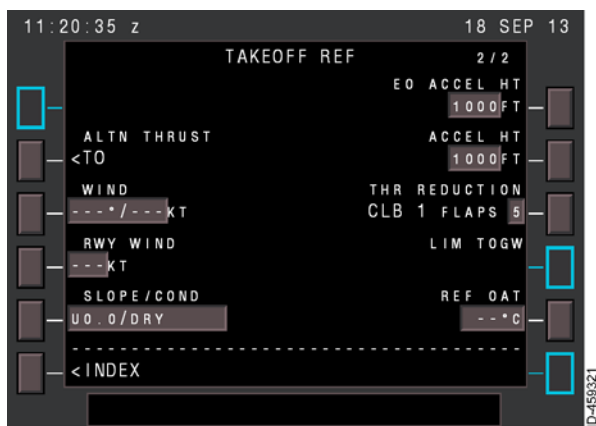 11:20:35 z 18 SEP 13
TAKEOFF REF 2/2
EO ACCEL HT
1000FT
ALTN THRUST ACCEL HT
<TO 1000FT
WIND THR REDUCTION
---°/---KT CLB 1 FLAPS 5
RWY WIND LIM TOGW
---KT
SLOPE/COND REF OAT
U0.0/DRY --°C
--------------------------------------
<INDEX
D-459321